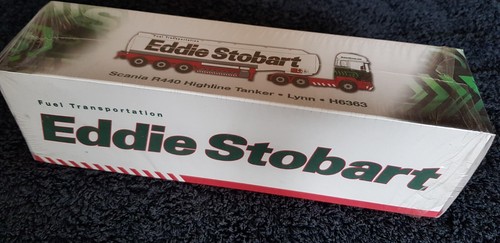 Eddie Stobart
Scania R440 Highline Tanker • Lynn • H6363
Fuel Transportation
Eddie Stobart